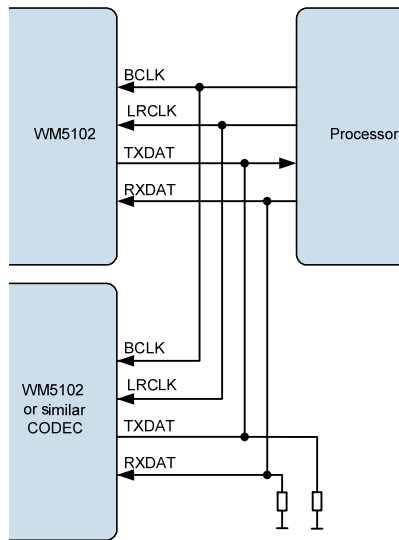 BCLK
LRCLK
WM5102
Processor
TXDAT
RXDAT
BCLK
WM5102
or similar
CODEC
LRCLK
TXDAT
RXDAT